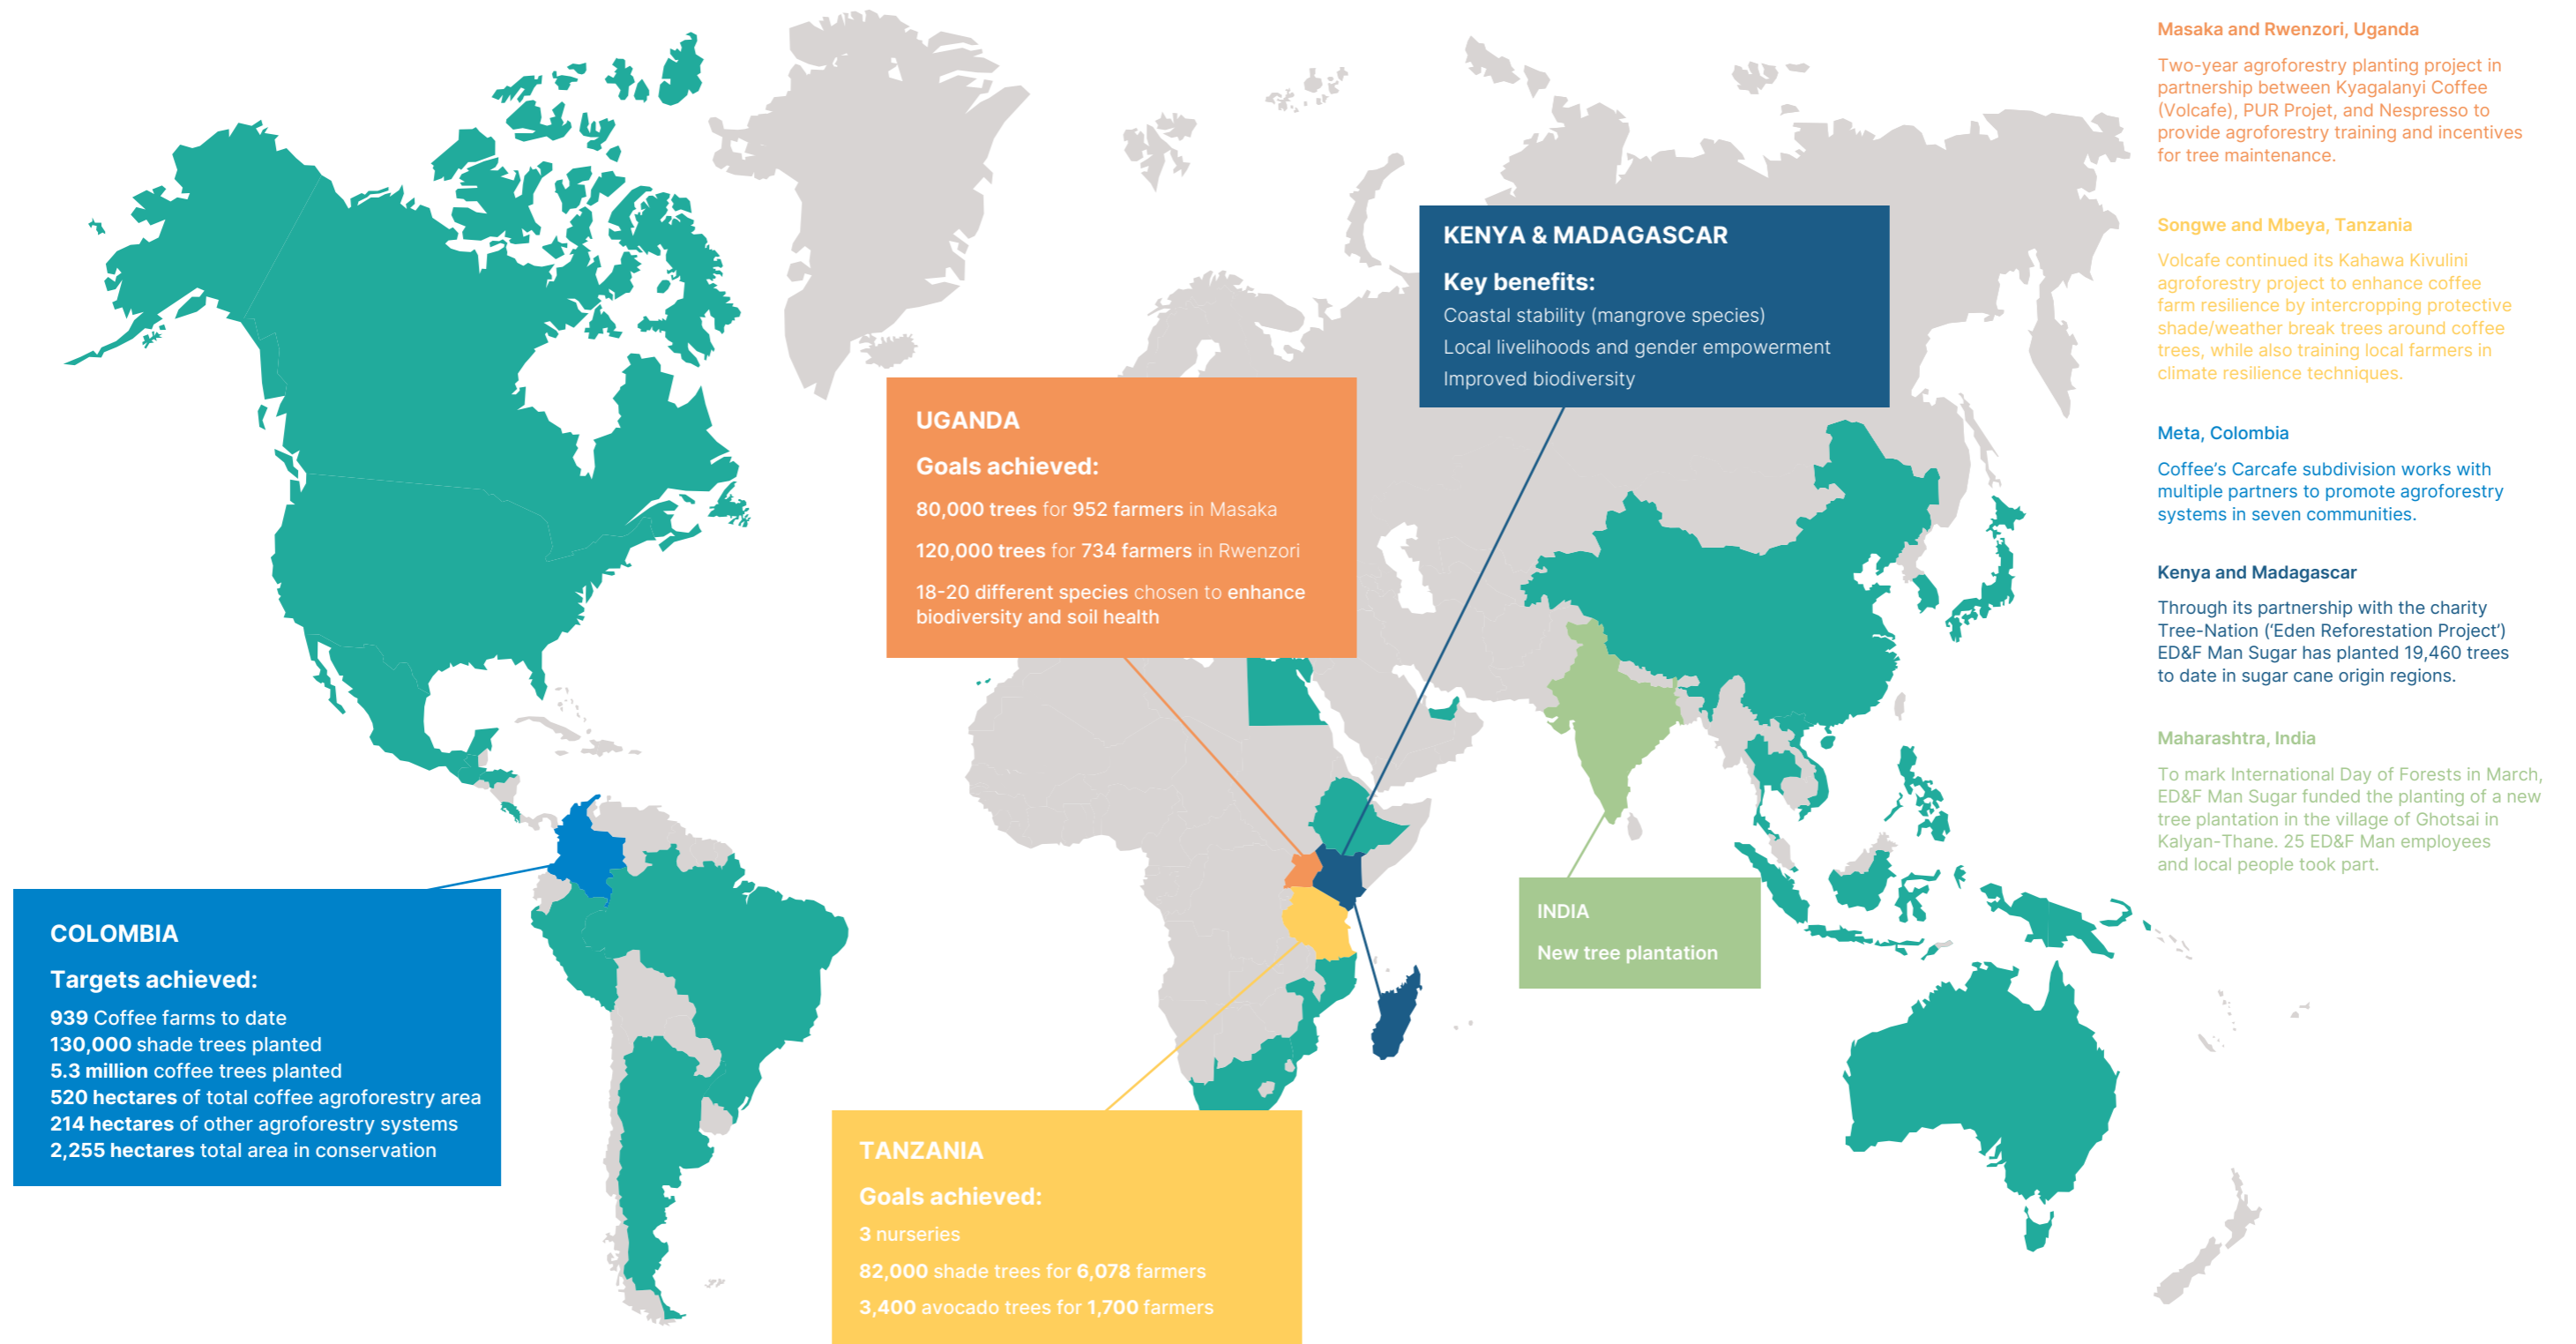 Masaka and Rwenzori, Uganda
Two-year agroforestry planting project in
partnership between Kyagalanyi Coffee
(Volcafe), PUR Projet, and Nespresso to
provide agroforestry training and incentives
for tree maintenance.
Songwe and Mbeya, Tanzania
Volcafe continued its Kahawa Kivulini
agroforestry project to enhance coffee
farm resilience by intercropping protective
shade/weather break trees around coffee
trees, while also training local farmers in
climate resilience techniques.
Meta, Colombia
Coffee’s Carcafe subdivision works with
multiple partners to promote agroforestry
systems in seven communities.
Kenya and Madagascar
Through its partnership with the charity
Tree-Nation (‘Eden Reforestation Project’)
ED&F Man Sugar has planted 19,460 trees
to date in sugar cane origin regions.
Maharashtra, India
To mark International Day of Forests in March,
ED&F Man Sugar funded the planting of a new
tree plantation in the village of Ghotsai in
Kalyan-Thane. 25 ED&F Man employees
and local people took part.
KENYA & MADAGASCAR
Key benefits:
Coastal stability (mangrove species)
Local livelihoods and gender empowerment
Improved biodiversity
UGANDA
Goals achieved:
80,000 trees for 952 farmers in Masaka
120,000 trees for 734 farmers in Rwenzori
18-20 different species chosen to enhance
biodiversity and soil health
INDIA
New tree plantation
COLOMBIA
Targets achieved:
939 Coffee farms to date
130,000 shade trees planted
5.3 million coffee trees planted
520 hectares of total coffee agroforestry area
214 hectares of other agroforestry systems
2,255 hectares total area in conservation
TANZANIA
Goals achieved:
3 nurseries
82,000 shade trees for 6,078 farmers
3,400 avocado trees for 1,700 farmers